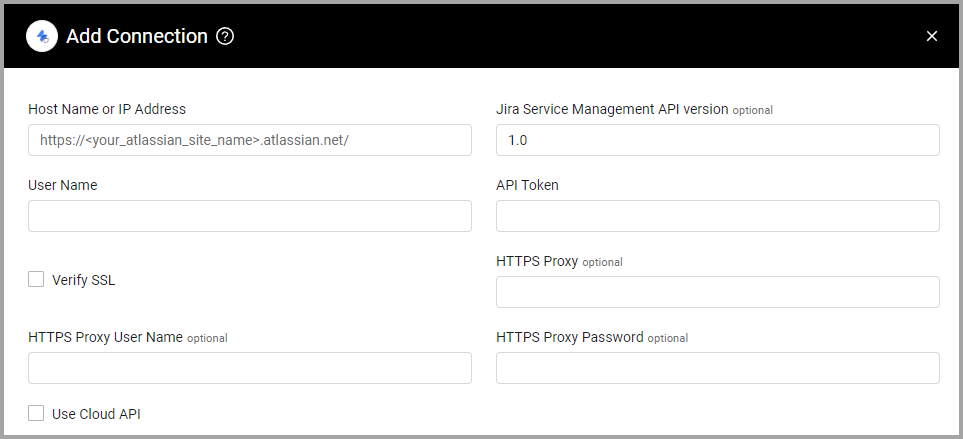 Add Connection ?
Host Name or IP Address
https://<your_atlassian_site_name>.atlassian.net/
Jira Service Management API version optional
1.0
User Name
API Token
Verify SSL
HTTPS Proxy optional
HTTPS Proxy User Name optional
HTTPS Proxy Password optional
Use Cloud API